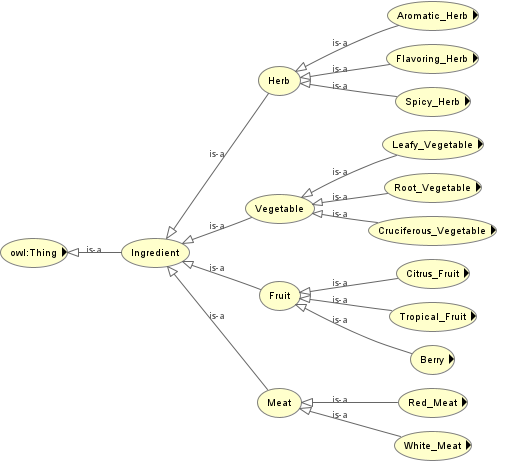 Aromatic_Herb
is-a
Flavoring_Herb
is-a
Herb
is-a
Spicy_Herb
Leafy_Vegetable
is-a
is-a
Root_Vegetable
is-a
Vegetable
is-a
is-a
Cruciferous_Vegetable
owl:Thing
is-a
Ingredient
is-a
Citrus_Fruit
is-a
Fruit
is-a
Tropical_Fruit
is-a
is-a
Berry
Meat
is-a
Red_Meat
is-a
White_Meat